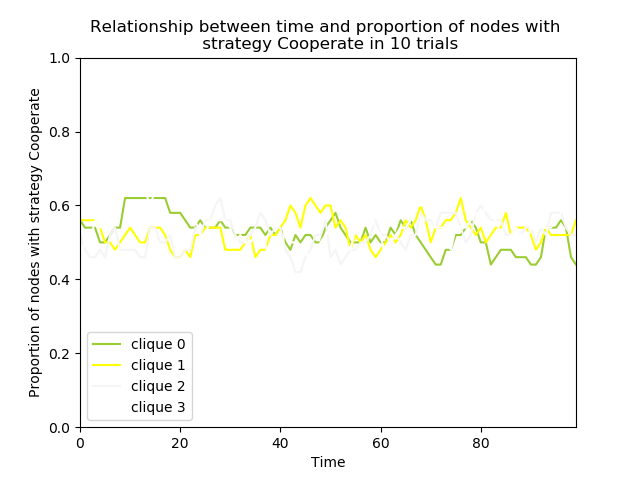 Relationship between time and proportion of nodes with
strategy Cooperate in 10 trials
Proportion of nodes with strategy Cooperate
1.0
0.8
0.6
0.4
0.2
0.0
clique 0
clique 1
clique 2
clique 3
0 20 40 60 80
Time